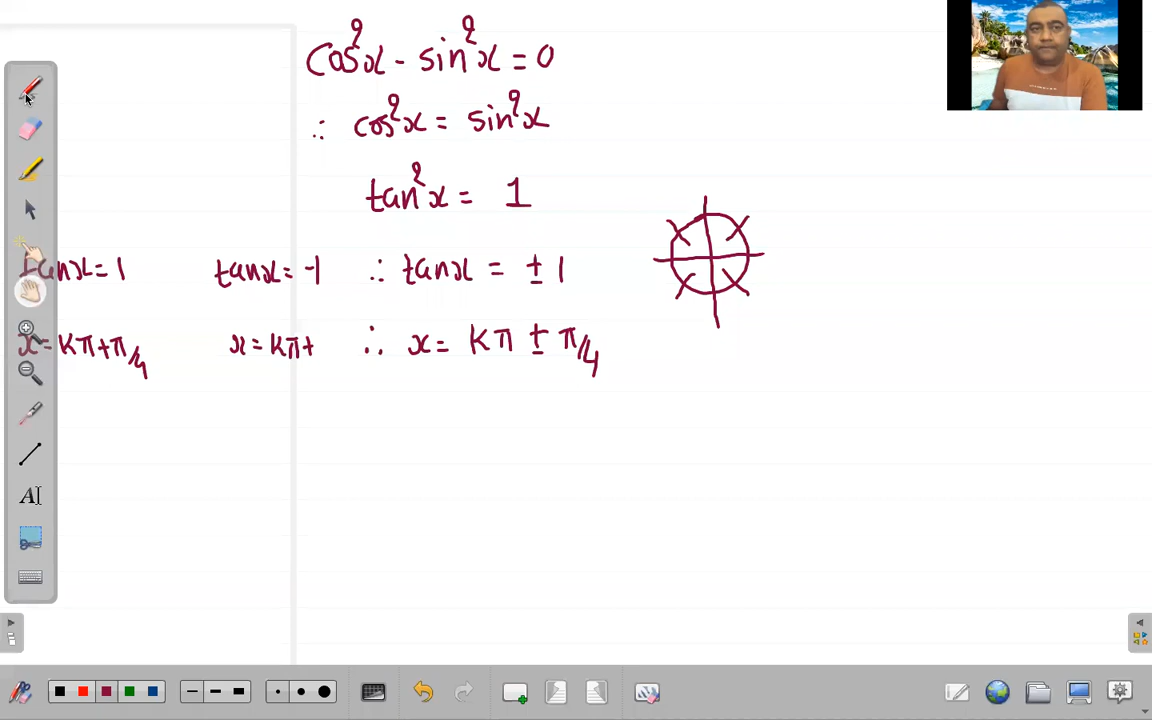 cos²x - sin²x = 0
∴ cos²x = sin²x
tan²x = 1
tanx = 1 tanx = -1 ∴ tanx = ± 1
x = kπ + π/4 x = kπ+ ∴ x = kπ ± π/4
A